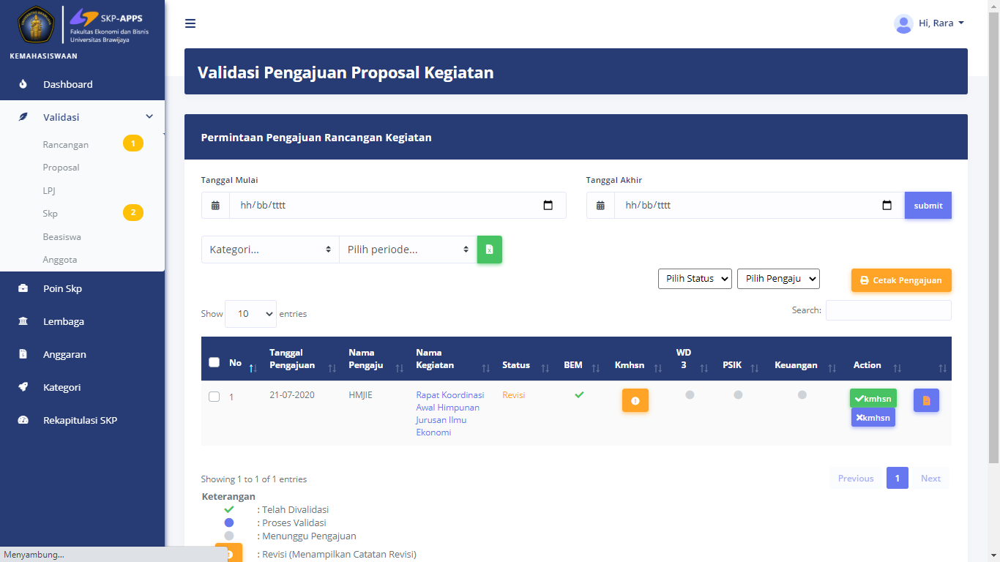 SKP-APPS
Fakultas Ekonomi dan Bisnis
Universitas Brawijaya
KEMAHASISWAAN
Dashboard
Validasi
Rancangan 1
Proposal
LPJ
Skp 2
Beasiswa
Anggota
Poin Skp
Lembaga
Anggaran
Kategori
Rekapitulasi SKP
Menyambung...
Hi, Rara
Validasi Pengajuan Proposal Kegiatan
Permintaan Pengajuan Rancangan Kegiatan
Tanggal Mulai
hh/bb/tttt
Tanggal Akhir
hh/bb/tttt
submit
Kategori...
Pilih periode...
Pilih Status
Pilih Pengaju
Cetak Pengajuan
Show 10 entries
Search:
No
Tanggal
Pengajuan
Nama
Pengaju
Nama
Kegiatan
Status
BEM
Kmhsn
WD
3
PSIK
Keuangan
Action
1
21-07-2020
HMJIE
Rapat Koordinasi
Awal Himpunan
Jurusan Ilmu
Ekonomi
Revisi
kmhsn
kmhsn
Showing 1 to 1 of 1 entries
Previous 1 Next
Keterangan
: Telah Divalidasi
: Proses Validasi
: Menunggu Pengajuan
: Revisi (Menampilkan Catatan Revisi)